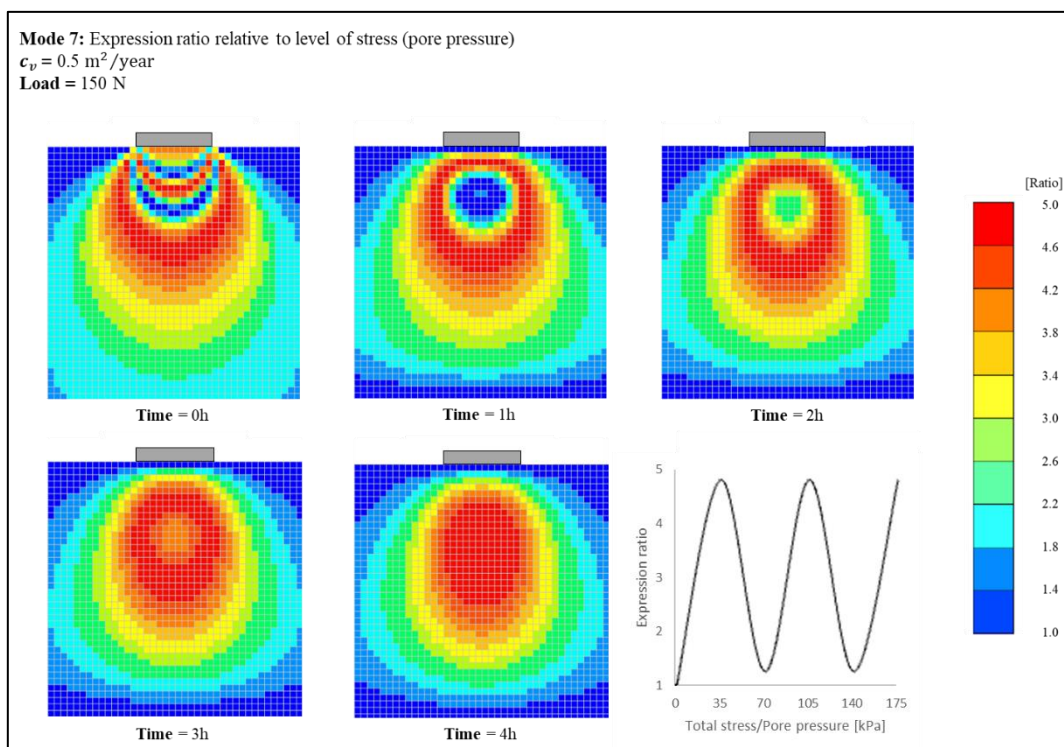 Mode 7: Expression ratio relative to level of stress (pore pressure)
c_v = 0.5 m²/year
Load = 150 N
Time = 0h
Time = 1h
Time = 2h
[Ratio]
5.0
4.6
4.2
3.8
3.4
3.0
2.6
2.2
1.8
1.4
1.0
Time = 3h
Time = 4h
Expression ratio
5
4
3
2
1
0 35 70 105 140 175
Total stress/Pore pressure [kPa]